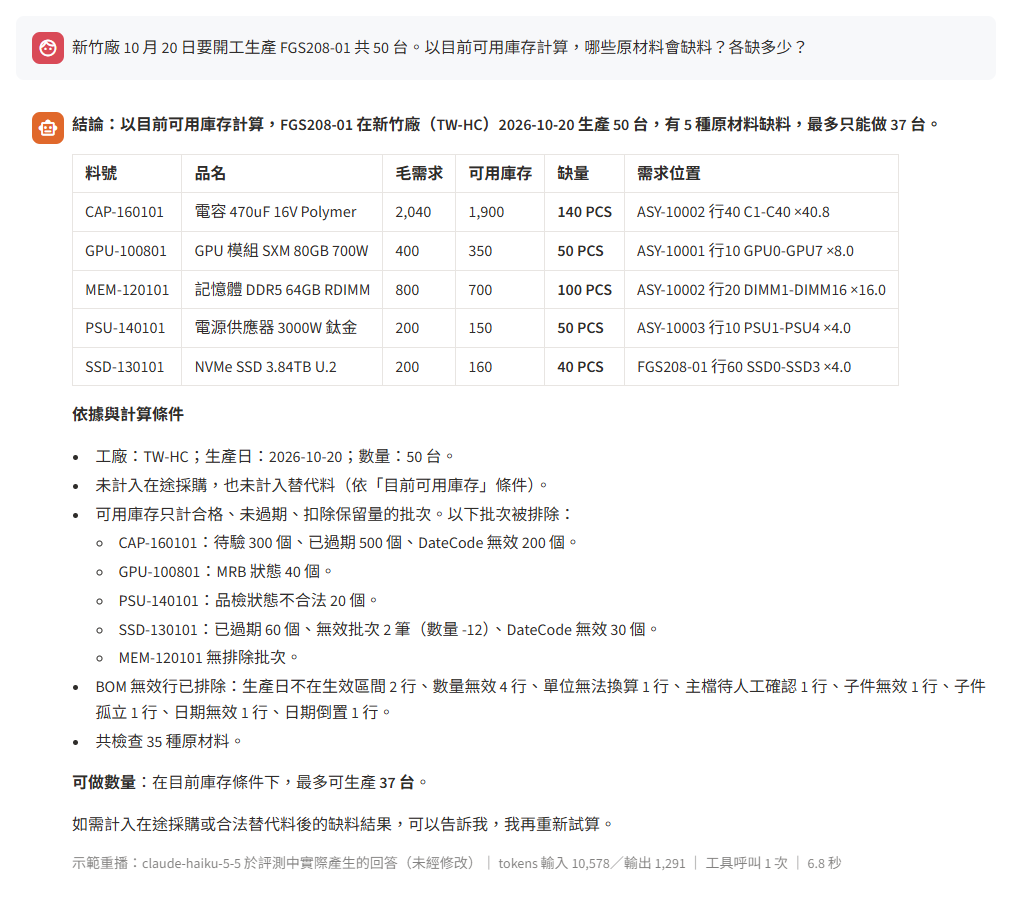 新竹廠 10 月 20 日要開工生產 FGS208-01 共 50 台。以目前可用庫存計算，哪些原材料會缺料？各缺多少？
結論：以目前可用庫存計算，FGS208-01 在新竹廠（TW-HC）2026-10-20 生產 50 台，有 5 種原材料缺料，最多只能做 37 台。
料號 品名 毛需求 可用庫存 缺量 需求位置
CAP-160101 電容 470uF 16V Polymer 2,040 1,900 140 PCS ASY-10002 行40 C1-C40 ×40.8
GPU-100801 GPU 模組 SXM 80GB 700W 400 350 50 PCS ASY-10001 行10 GPU0-GPU7 ×8.0
MEM-120101 記憶體 DDR5 64GB RDIMM 800 700 100 PCS ASY-10002 行20 DIMM1-DIMM16 ×16.0
PSU-140101 電源供應器 3000W 鈦金 200 150 50 PCS ASY-10003 行10 PSU1-PSU4 ×4.0
SSD-130101 NVMe SSD 3.84TB U.2 200 160 40 PCS FGS208-01 行60 SSD0-SSD3 ×4.0
依據與計算條件
• 工廠：TW-HC；生產日：2026-10-20；數量：50 台。
• 未計入在途採購，也未計入替代料（依「目前可用庫存」條件）。
• 可用庫存只計合格、未過期、扣除保留量的批次。以下批次被排除：
◦ CAP-160101：待驗 300 個、已過期 500 個、DateCode 無效 200 個。
◦ GPU-100801：MRB 狀態 40 個。
◦ PSU-140101：品檢狀態不合法 20 個。
◦ SSD-130101：已過期 60 個、無效批次 2 筆（數量 -12）、DateCode 無效 30 個。
◦ MEM-120101 無排除批次。
• BOM 無效行已排除：生產日不在生效區間 2 行、數量無效 4 行、單位無法換算 1 行、主檔待人工確認 1 行、子件無效 1 行、子件
孤立 1 行、日期無效 1 行、日期倒置 1 行。
• 共檢查 35 種原材料。
可做數量：在目前庫存條件下，最多可生產 37 台。
如需計入在途採購或合法替代料後的缺料結果，可以告訴我，我再重新試算。
示範重播：claude-haiku-5-5 於評測中實際產生的回答（未經修改）｜ tokens 輸入 10,578／輸出 1,291 ｜ 工具呼叫 1 次 ｜ 6.8 秒